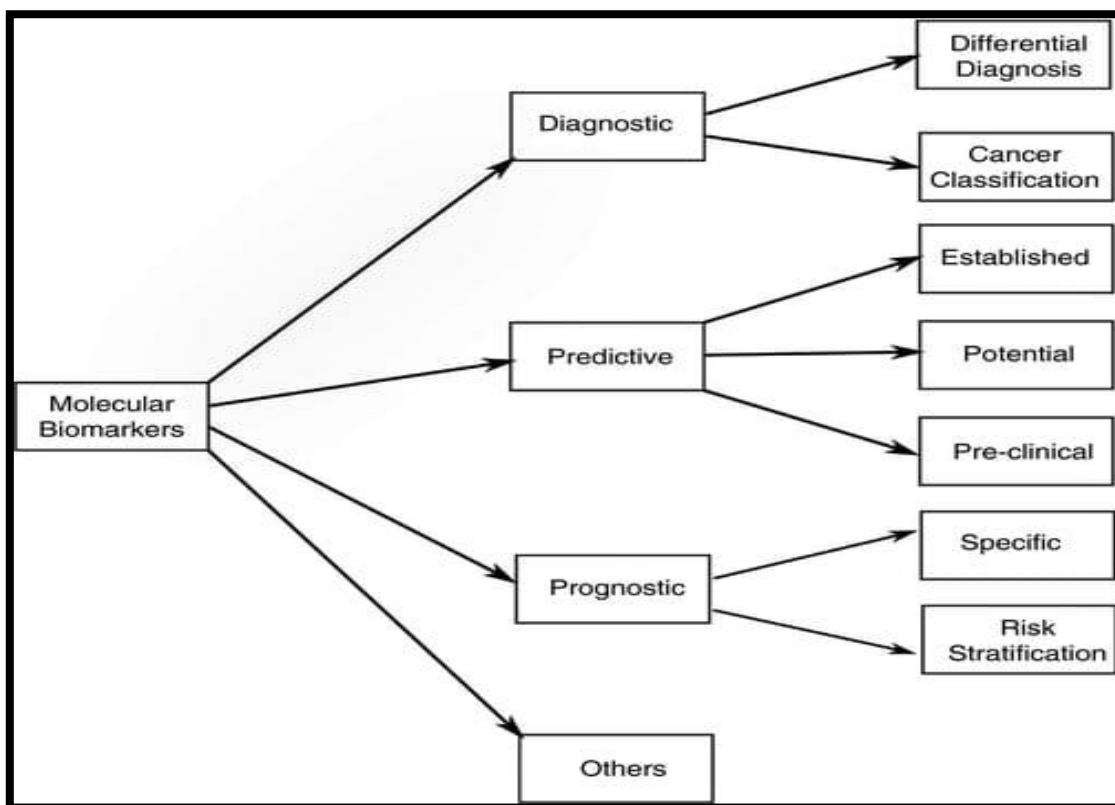 Molecular
Biomarkers
Diagnostic
Predictive
Prognostic
Others
Differential
Diagnosis
Cancer
Classification
Established
Potential
Pre-clinical
Specific
Risk
Stratification